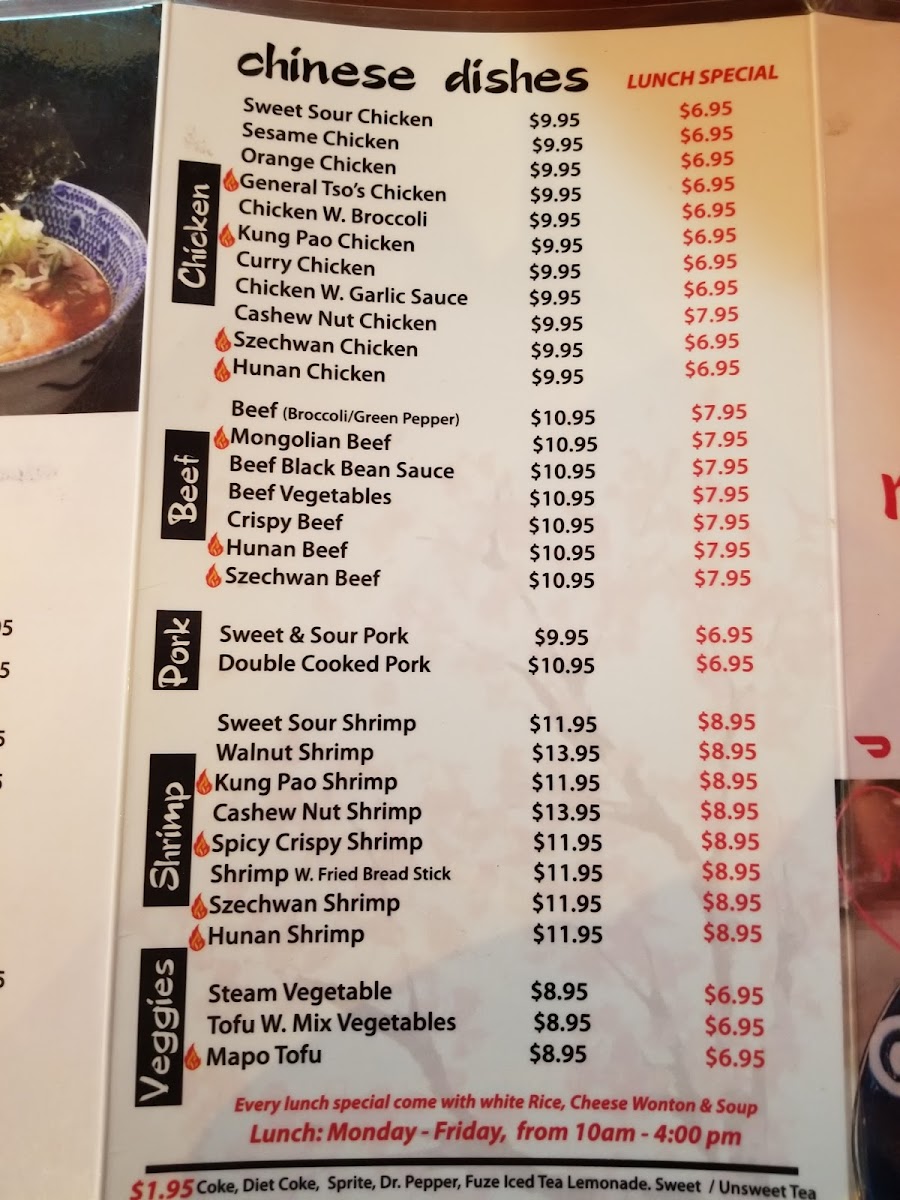 chinese dishes LUNCH SPECIAL
Chicken
Sweet Sour Chicken $9.95 $6.95
Sesame Chicken $9.95 $6.95
Orange Chicken $9.95 $6.95
General Tso's Chicken $9.95 $6.95
Chicken W. Broccoli $9.95 $6.95
Kung Pao Chicken $9.95 $6.95
Curry Chicken $9.95 $6.95
Chicken W. Garlic Sauce $9.95 $6.95
Cashew Nut Chicken $9.95 $7.95
Szechwan Chicken $9.95 $6.95
Hunan Chicken $9.95 $6.95
Beef
Beef (Broccoli/Green Pepper) $10.95 $7.95
Mongolian Beef $10.95 $7.95
Beef Black Bean Sauce $10.95 $7.95
Beef Vegetables $10.95 $7.95
Crispy Beef $10.95 $7.95
Hunan Beef $10.95 $7.95
Szechwan Beef $10.95 $7.95
Pork
Sweet & Sour Pork $9.95 $6.95
Double Cooked Pork $10.95 $6.95
Shrimp
Sweet Sour Shrimp $11.95 $8.95
Walnut Shrimp $13.95 $8.95
Kung Pao Shrimp $11.95 $8.95
Cashew Nut Shrimp $13.95 $8.95
Spicy Crispy Shrimp $11.95 $8.95
Shrimp W. Fried Bread Stick $11.95 $8.95
Szechwan Shrimp $11.95 $8.95
Hunan Shrimp $11.95 $8.95
Veggies
Steam Vegetable $8.95 $6.95
Tofu W. Mix Vegetables $8.95 $6.95
Mapo Tofu $8.95 $6.95
Every lunch special come with white Rice, Cheese Wonton & Soup
Lunch: Monday - Friday, from 10am - 4:00 pm
$1.95 Coke, Diet Coke, Sprite, Dr. Pepper, Fuze Iced Tea Lemonade. Sweet / Unsweet Tea